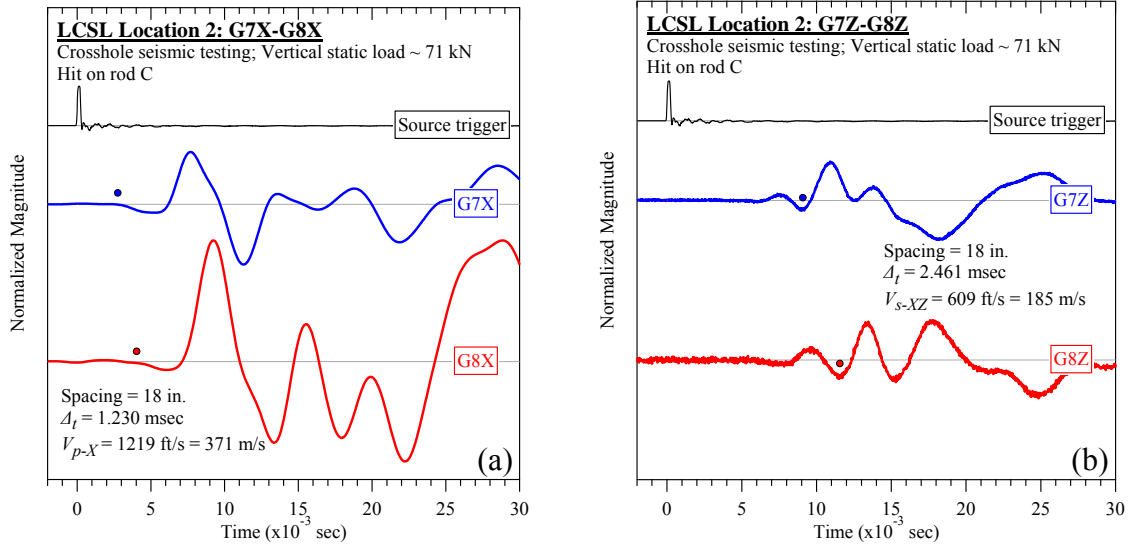 LCSL Location 2: G7X-G8X
Crosshole seismic testing; Vertical static load ~ 71 kN
Hit on rod C
Source trigger
G7X
G8X
Spacing = 18 in.
Δt = 1.230 msec
Vp-X = 1219 ft/s = 371 m/s
(a)
Normalized Magnitude
0 5 10 15 20 25 30
Time (x10-3 sec)
LCSL Location 2: G7Z-G8Z
Crosshole seismic testing; Vertical static load ~ 71 kN
Hit on rod C
Source trigger
G7Z
Spacing = 18 in.
Δt = 2.461 msec
Vs-XZ = 609 ft/s = 185 m/s
G8Z
(b)
Normalized Magnitude
0 5 10 15 20 25 30
Time (x10-3 sec)